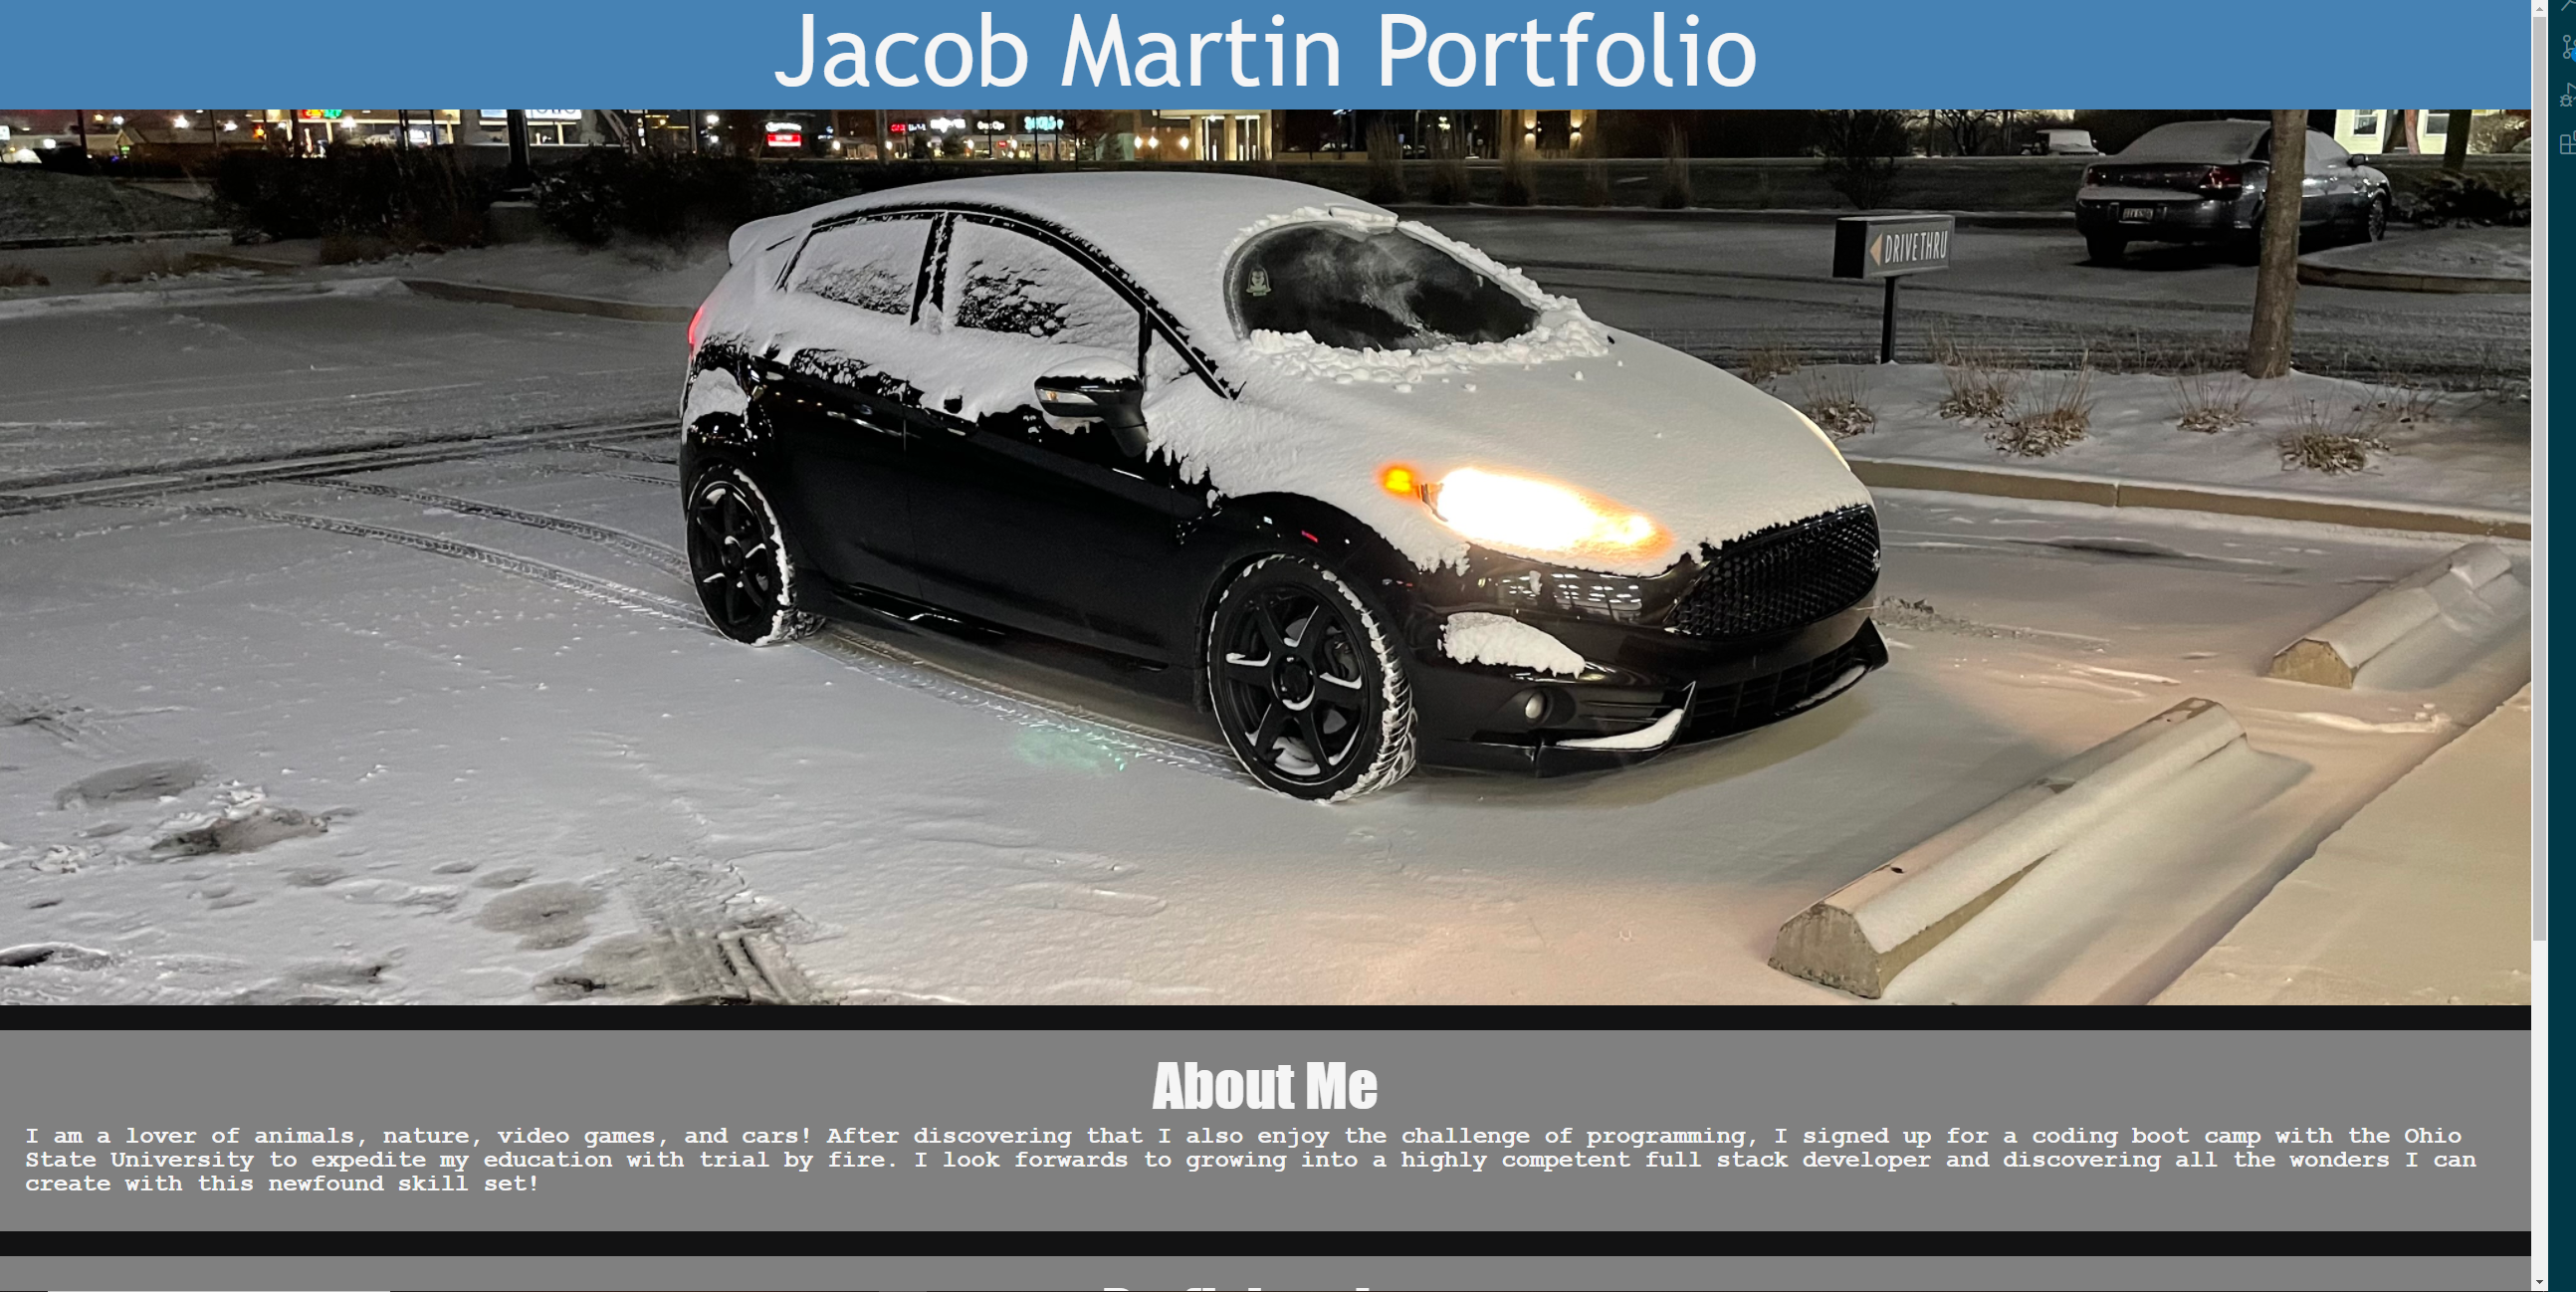 Jacob Martin Portfolio
DRIVE THRU
About Me
I am a lover of animals, nature, video games, and cars! After discovering that I also enjoy the challenge of programming, I signed up for a coding boot camp with the Ohio
State University to expedite my education with trial by fire. I look forwards to growing into a highly competent full stack developer and discovering all the wonders I can
create with this newfound skill set!